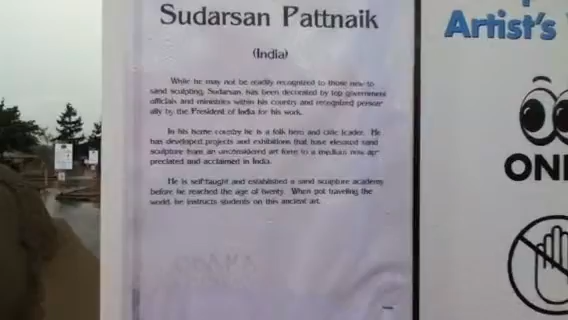 Sudarsan Pattnaik
(India)
While he may not be readily recognized to those new to
sand sculpting, Sudarsan, has been decorated by top government
officials and ministries within his country and recognized person-
ally by the President of India for his work.
In his home country he is a folk hero and civic leader. He
has developed projects and exhibitions that have elevated sand
sculpture from an unconsidered art form to a medium now ap-
preciated and acclaimed in India.
He is self-taught and established a sand sculpture academy
before he reached the age of twenty. When not traveling the
world, he instructs students on this ancient art.
Artist's
ONL